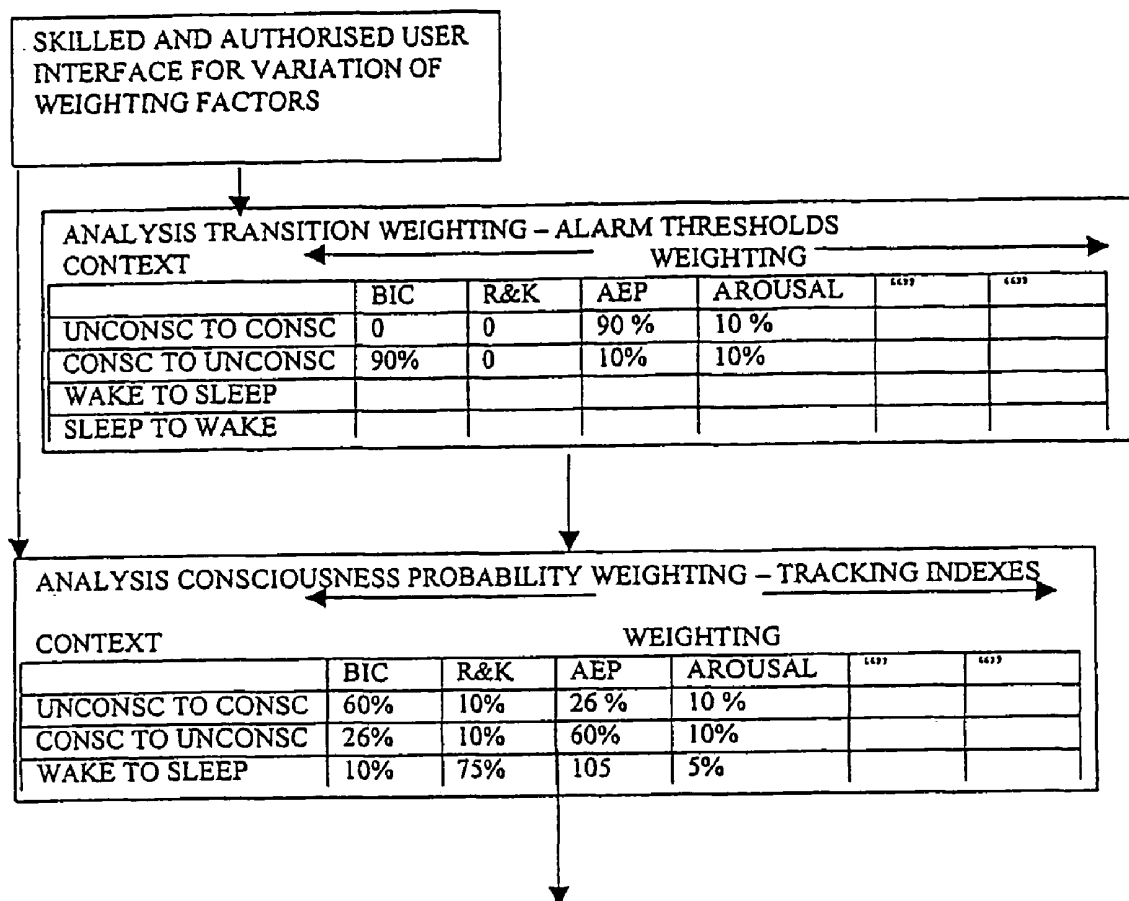 SKILLED AND AUTHORISED USER
INTERFACE FOR VARIATION OF
WEIGHTING FACTORS
ANALYSIS TRANSITION WEIGHTING – ALARM THRESHOLDS
CONTEXT WEIGHTING
BIC R&K AEP AROUSAL “” “”
UNCONSC TO CONSC 0 0 90 % 10 %
CONSC TO UNCONSC 90% 0 10% 10%
WAKE TO SLEEP
SLEEP TO WAKE
ANALYSIS CONSCIOUSNESS PROBABILITY WEIGHTING – TRACKING INDEXES
CONTEXT WEIGHTING
BIC R&K AEP AROUSAL “” “”
UNCONSC TO CONSC 60% 10% 26 % 10 %
CONSC TO UNCONSC 26% 10% 60% 10%
WAKE TO SLEEP 10% 75% 105 5%